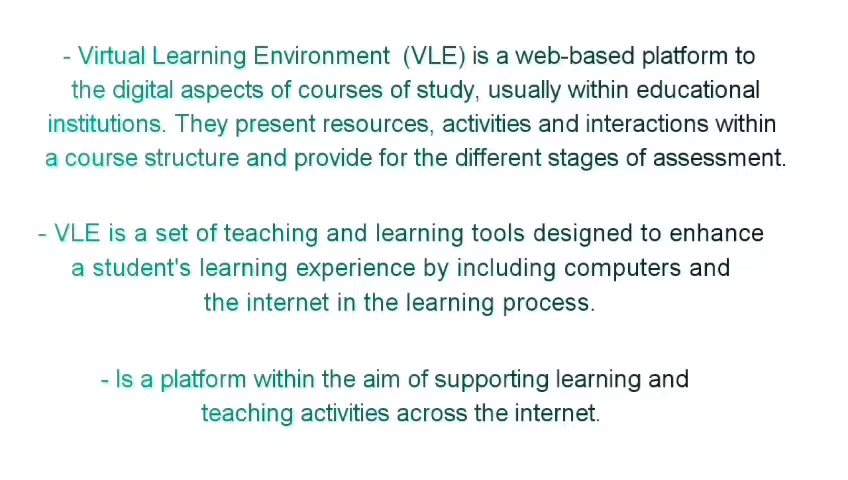 - Virtual Learning Environment (VLE) is a web-based platform to
the digital aspects of courses of study, usually within educational
institutions. They present resources, activities and interactions within
a course structure and provide for the different stages of assessment.
- VLE is a set of teaching and learning tools designed to enhance
a student's learning experience by including computers and
the internet in the learning process.
- Is a platform within the aim of supporting learning and
teaching activities across the internet.